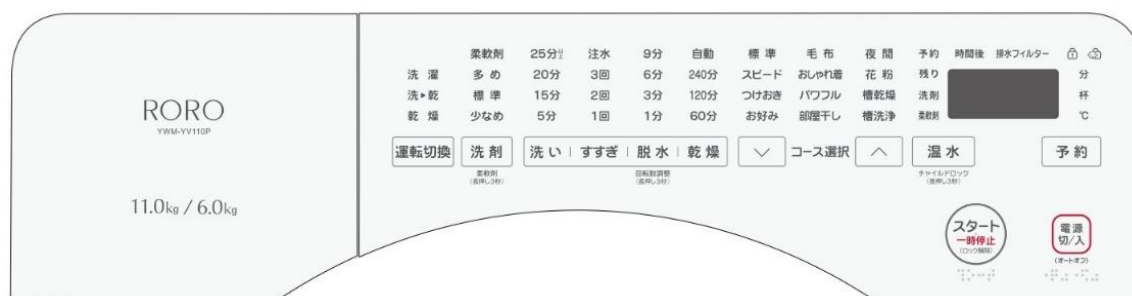 RORO
YWM-YV110P
11.0kg / 6.0kg
柔軟剤 25分以上 注水 9分 自動 標準 毛布 夜間 予約 時間後 排水フィルター
洗濯 多め 20分 3回 6分 240分 スピード おしゃれ着 花粉 残り 分
洗▶乾 標準 15分 2回 3分 120分 つけおき パワフル 槽乾燥 洗剤 杯
乾燥 少なめ 5分 1回 1分 60分 お好み 部屋干し 槽洗浄 柔軟剤 ℃
運転切換 洗剤 洗い すすぎ 脱水 乾燥 コース選択 温水 予約
柔軟剤 回転数調整 チャイルドロック
(長押し3秒) (長押し3秒) (長押し3秒)
スタート
一時停止
(ロック解除)
電源
切/入
(オートオフ)